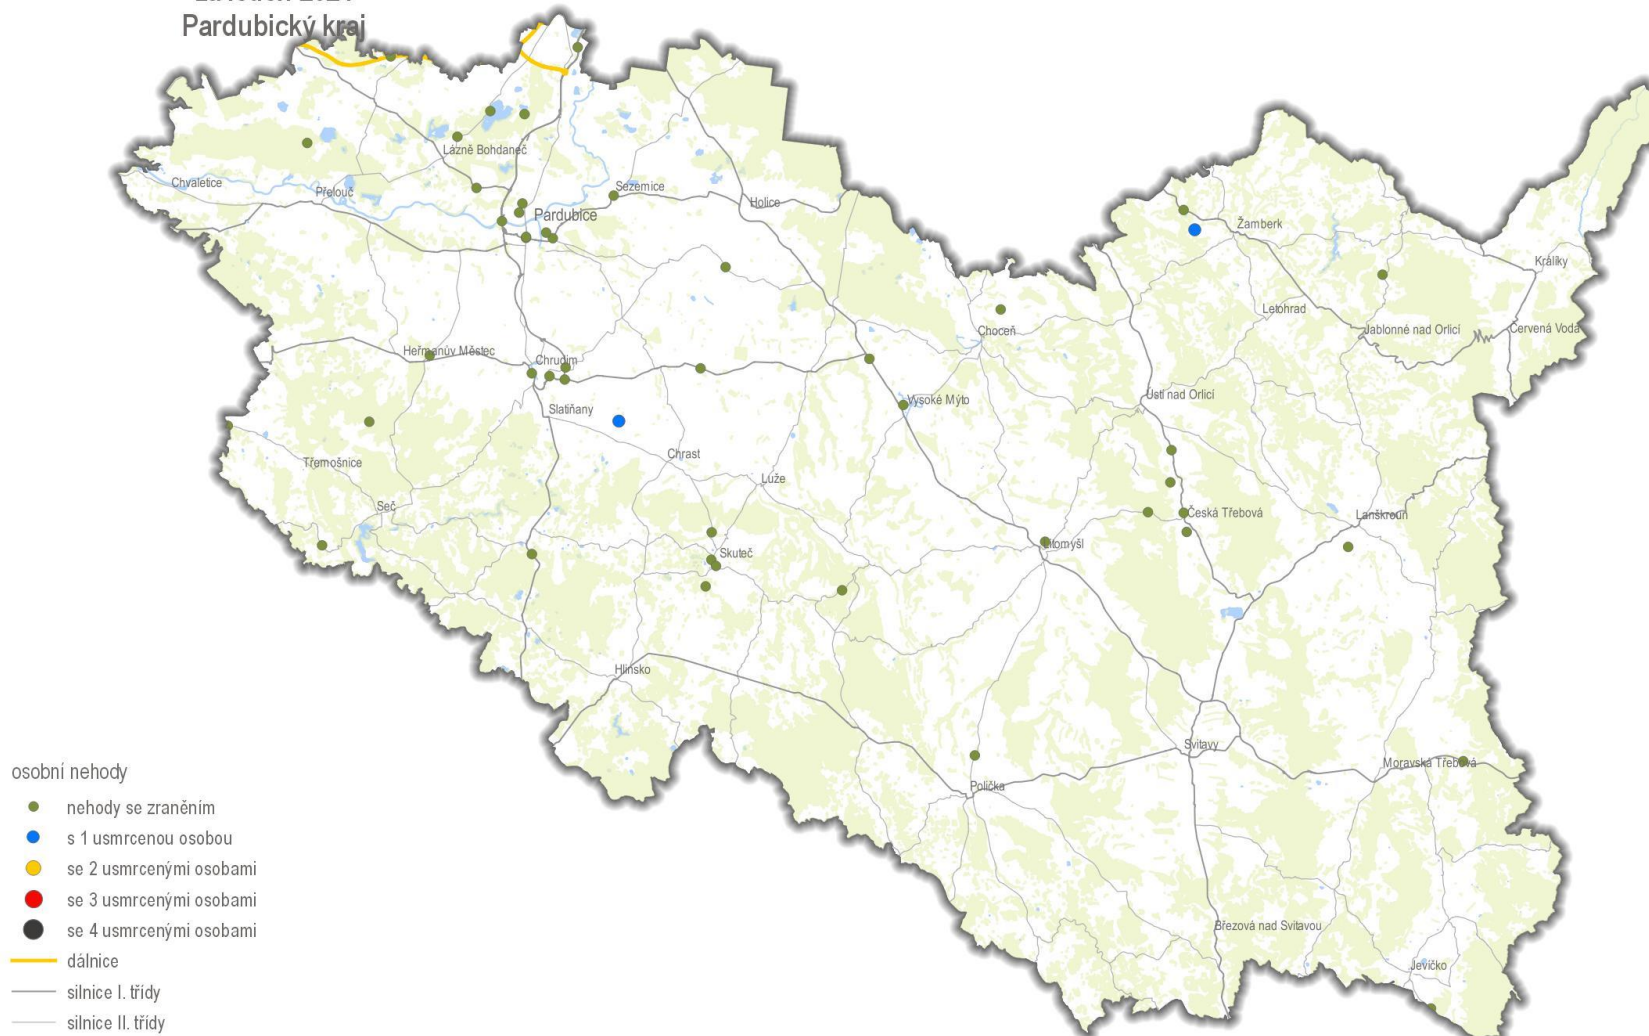 Pardubický kraj
Lázně Bohdaneč
Chvaletice
Přelouč
Sezemice
Holice
Pardubice
Žamberk
Králíky
Letohrad
Choceň
Jablonné nad Orlicí
Červená Voda
Heřmanův Městec
Chrudim
Ústí nad Orlicí
Vysoké Mýto
Slatiňany
Chrast
Třemošnice
Luže
Seč
Česká Třebová
Lanškroun
Litomyšl
Skuteč
Hlinsko
Svitavy
Moravská Třebová
Polička
Březová nad Svitavou
Jevíčko
osobní nehody
nehody se zraněním
s 1 usmrcenou osobou
se 2 usmrcenými osobami
se 3 usmrcenými osobami
se 4 usmrcenými osobami
dálnice
silnice I. třídy
silnice II. třídy